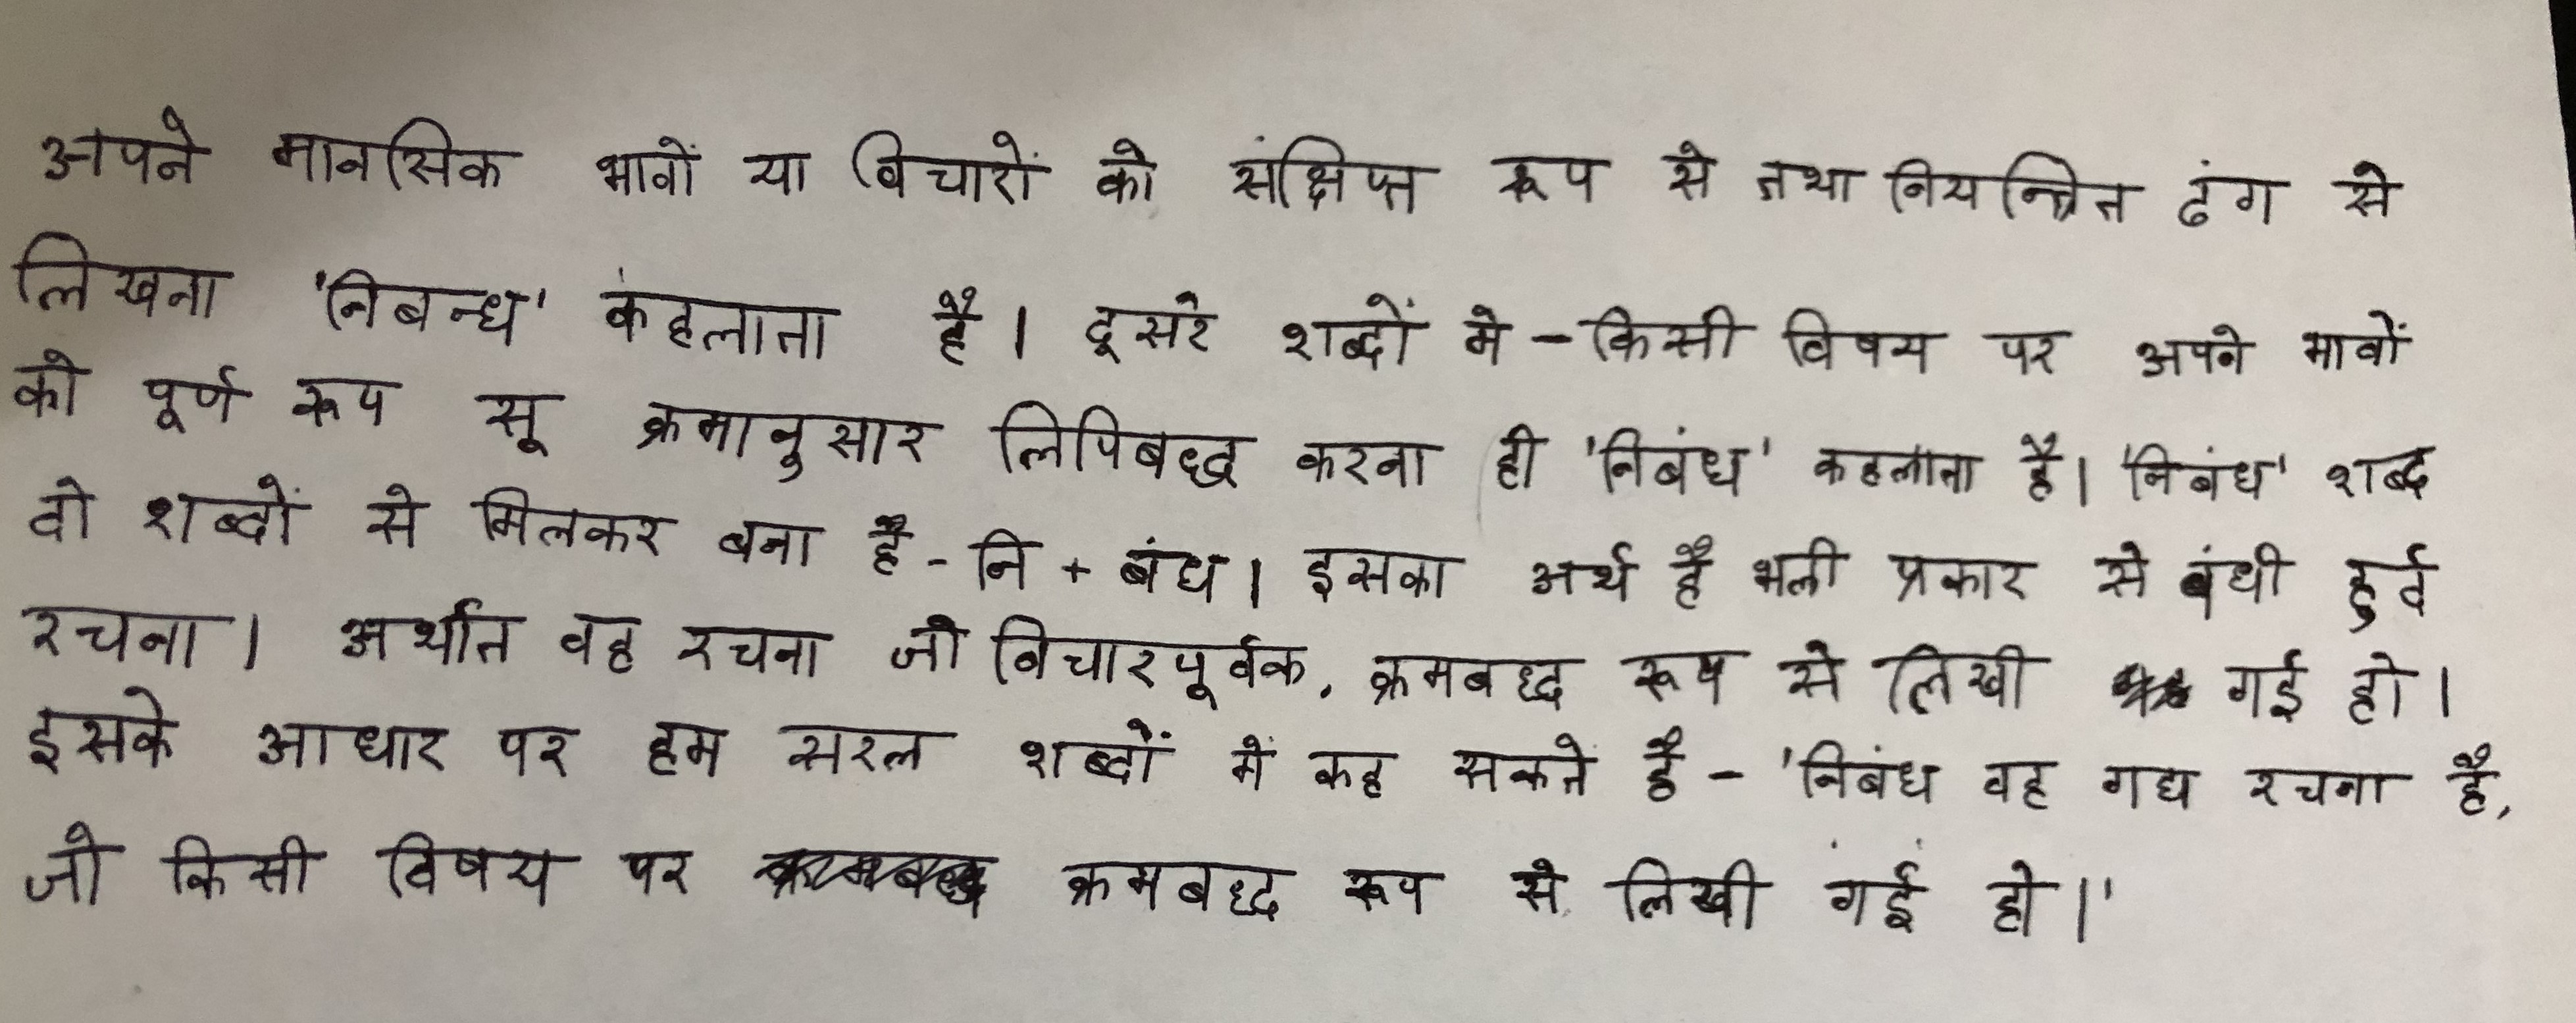 अपने मानसिक भावों या विचारों को संक्षिप्त रूप से तथा नियन्त्रित ढंग से
लिखना 'निबन्ध' कहलाता है । दूसरे शब्दों मे - किसी विषय पर अपने भावों
को पूर्ण रूप सू क्रमानुसार लिपिबद्ध करना ही 'निबंध' कहलाता है। 'निबंध' शब्द
दो शब्दों से मिलकर बना है - नि + बंध । इसका अर्थ है भली प्रकार से बंधी हुई
रचना । अर्थात वह रचना जो विचारपूर्वक, क्रमबद्ध रूप से लिखी गई हो ।
इसके आधार पर हम सरल शब्दों में कह सकते है - 'निबंध वह गद्य रचना है,
जो किसी विषय पर क्रमबद्ध रूप से लिखी गई हो ।'